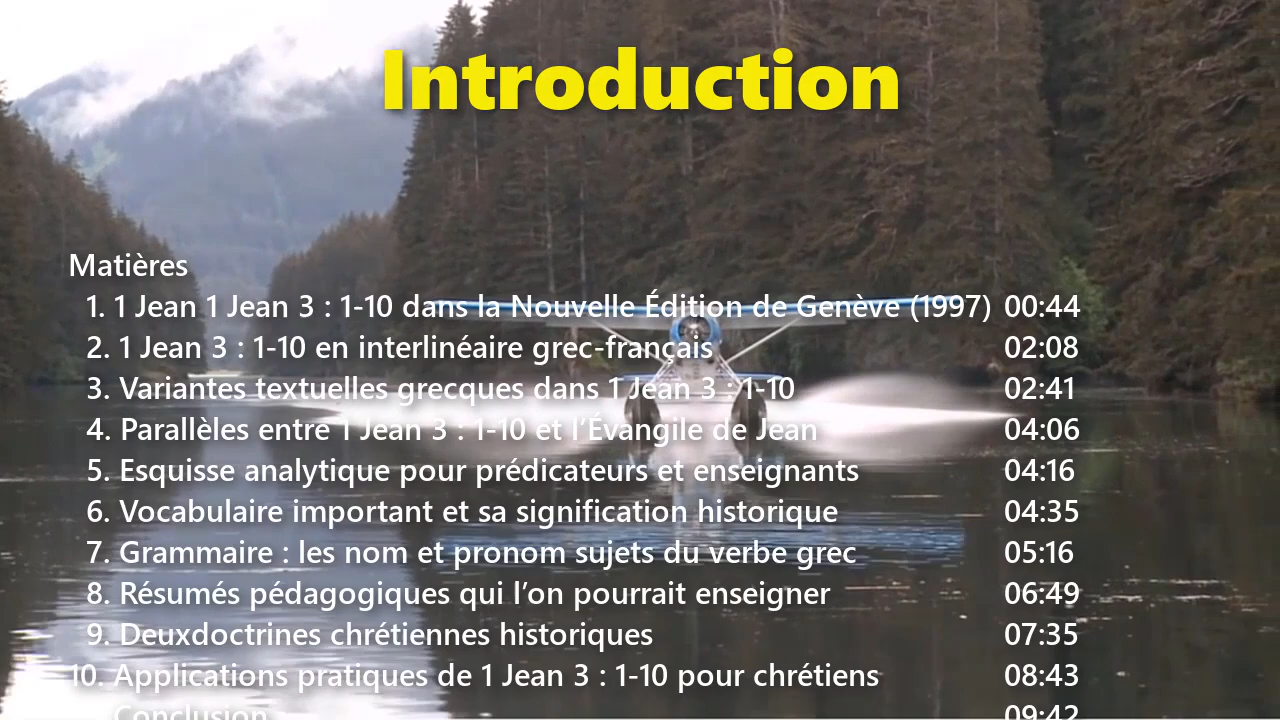 Introduction
Matières
1. 1 Jean 1 Jean 3 : 1-10 dans la Nouvelle Édition de Genève (1997) 00:44
2. 1 Jean 3 : 1-10 en interlinéaire grec-français 02:08
3. Variantes textuelles grecques dans 1 Jean 3 : 1-10 02:41
4. Parallèles entre 1 Jean 3 : 1-10 et l’Évangile de Jean 04:06
5. Esquisse analytique pour prédicateurs et enseignants 04:16
6. Vocabulaire important et sa signification historique 04:35
7. Grammaire : les nom et pronom sujets du verbe grec 05:16
8. Résumés pédagogiques qui l’on pourrait enseigner 06:49
9. Deuxdoctrines chrétiennes historiques 07:35
10. Applications pratiques de 1 Jean 3 : 1-10 pour chrétiens 08:43
Conclusion 09:42